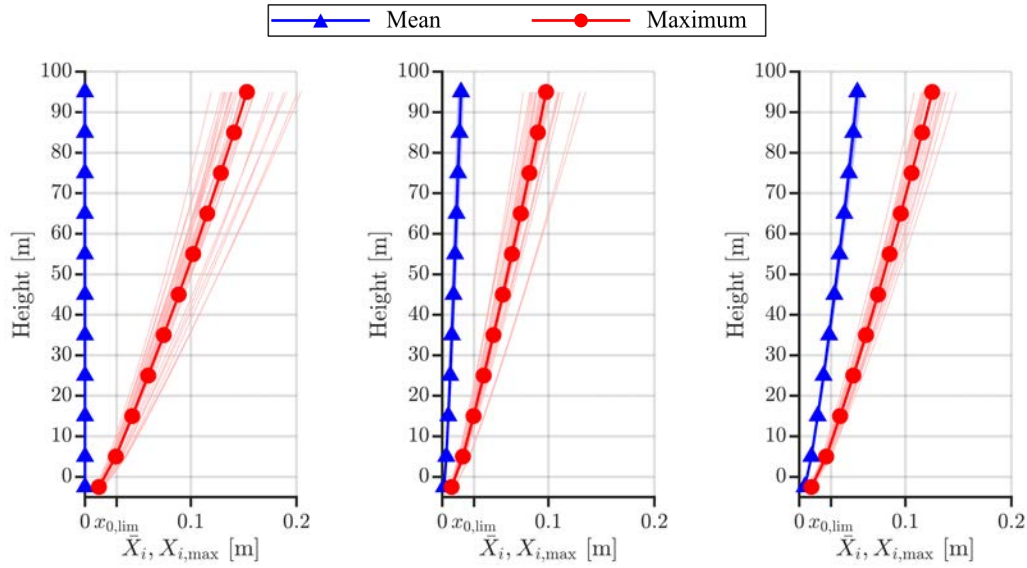 Mean Maximum
100 100 100
90 90 90
80 80 80
70 70 70
60 60 60
50 50 50
40 40 40
30 30 30
20 20 20
10 10 10
0 0 0
Height [m] Height [m] Height [m]
0 x₀,lim 0.1 0.2 0 x₀,lim 0.1 0.2 0 x₀,lim 0.1 0.2
X̄ᵢ, Xᵢ,max [m] X̄ᵢ, Xᵢ,max [m] X̄ᵢ, Xᵢ,max [m]